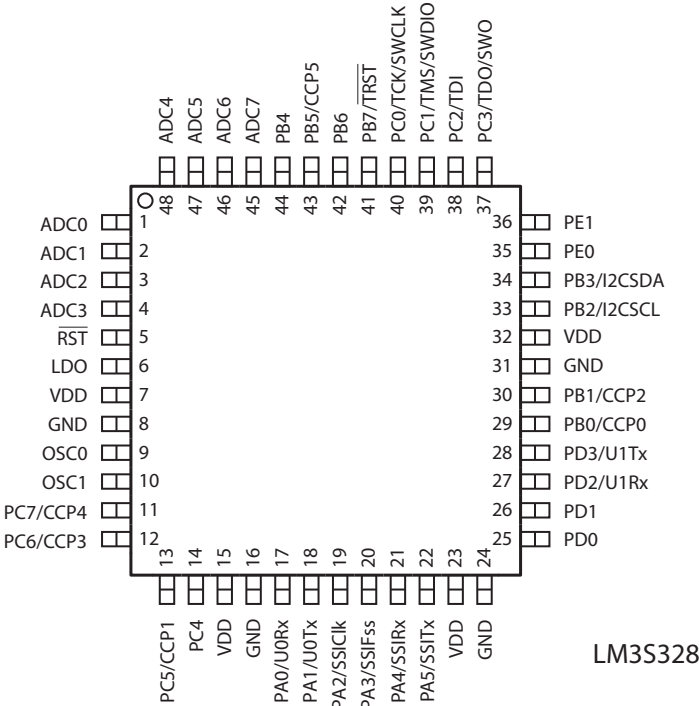 ADC4
ADC5
ADC6
ADC7
PB4
PB5/CCP5
PB6
PB7/TRST
PC0/TCK/SWCLK
PC1/TMS/SWDIO
PC2/TDI
PC3/TDO/SWO
48
47
46
45
44
43
42
41
40
39
38
37
ADC0 1
ADC1 2
ADC2 3
ADC3 4
RST 5
LDO 6
VDD 7
GND 8
OSC0 9
OSC1 10
PC7/CCP4 11
PC6/CCP3 12
36 PE1
35 PE0
34 PB3/I2CSDA
33 PB2/I2CSCL
32 VDD
31 GND
30 PB1/CCP2
29 PB0/CCP0
28 PD3/U1Tx
27 PD2/U1Rx
26 PD1
25 PD0
13
14
15
16
17
18
19
20
21
22
23
24
PC5/CCP1
PC4
VDD
GND
PA0/U0Rx
PA1/U0Tx
PA2/SSIClk
PA3/SSIFss
PA4/SSIRx
PA5/SSITx
VDD
GND
LM3S328